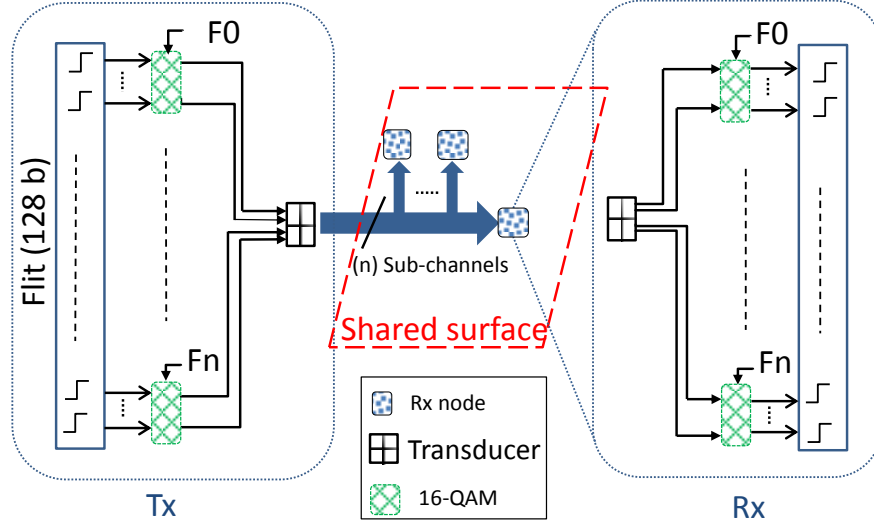 F0
F0
Flit (128 b)
.....
(n) Sub-channels
Shared surface
Fn
Fn
Rx node
Transducer
16-QAM
Tx
Rx